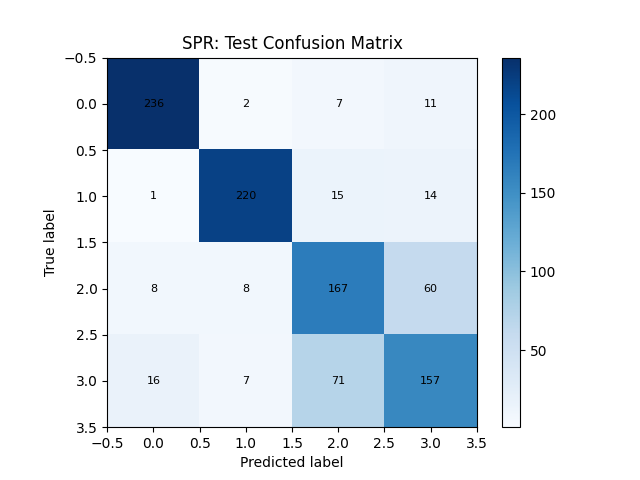 SPR: Test Confusion Matrix
−0.5
0.0 236 2 7 11
0.5
1.0 1 220 15 14
1.5
2.0 8 8 167 60
2.5
3.0 16 7 71 157
3.5
−0.5 0.0 0.5 1.0 1.5 2.0 2.5 3.0 3.5
Predicted label
True label
200
150
100
50